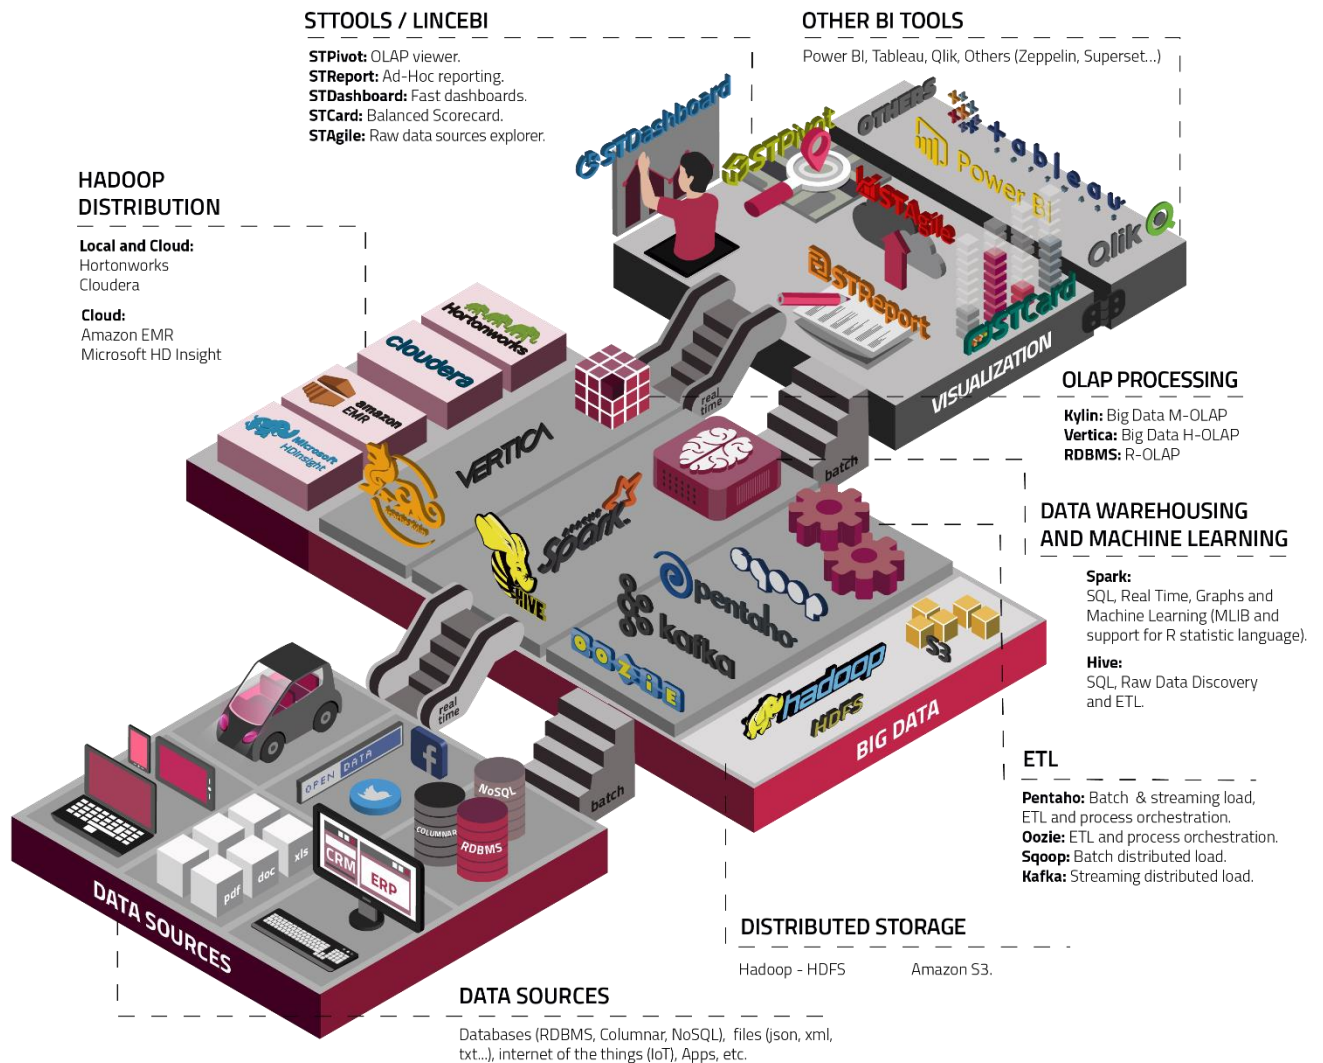 STTOOLS / LINCEBI
STPivot: OLAP viewer.
STReport: Ad-Hoc reporting.
STDashboard: Fast dashboards.
STCard: Balanced Scorecard.
STAgile: Raw data sources explorer.
OTHER BI TOOLS
Power BI, Tableau, Qlik, Others (Zeppelin, Superset...)
HADOOP
DISTRIBUTION
Local and Cloud:
Hortonworks
Cloudera
Cloud:
Amazon EMR
Microsoft HD Insight
STDashboard
STPivot
OTHERS
tableau
Power BI
STAgile
Qlik
STReport
STCard
VISUALIZATION
Hortonworks
cloudera
amazon
EMR
Microsoft
HDInsight
real
time
batch
VERTICA
OLAP PROCESSING
Kylin: Big Data M-OLAP
Vertica: Big Data H-OLAP
RDBMS: R-OLAP
DATA WAREHOUSING
AND MACHINE LEARNING
Spark:
SQL, Real Time, Graphs and
Machine Learning (MLIB and
support for R statistic language).
Hive:
SQL, Raw Data Discovery
and ETL.
APACHE
Spark
HIVE
sqoop
pentaho
kafka
OOZIE
S3
hadoop
HDFS
BIG DATA
ETL
Pentaho: Batch & streaming load,
ETL and process orchestration.
Oozie: ETL and process orchestration.
Sqoop: Batch distributed load.
Kafka: Streaming distributed load.
real
time
batch
OPEN DATA
f
NoSQL
COLUMNAR
RDBMS
pdf
doc
xls
CRM
ERP
DATA SOURCES
DISTRIBUTED STORAGE
Hadoop - HDFS
Amazon S3.
DATA SOURCES
Databases (RDBMS, Columnar, NoSQL), files (json, xml,
txt...), internet of the things (IoT), Apps, etc.